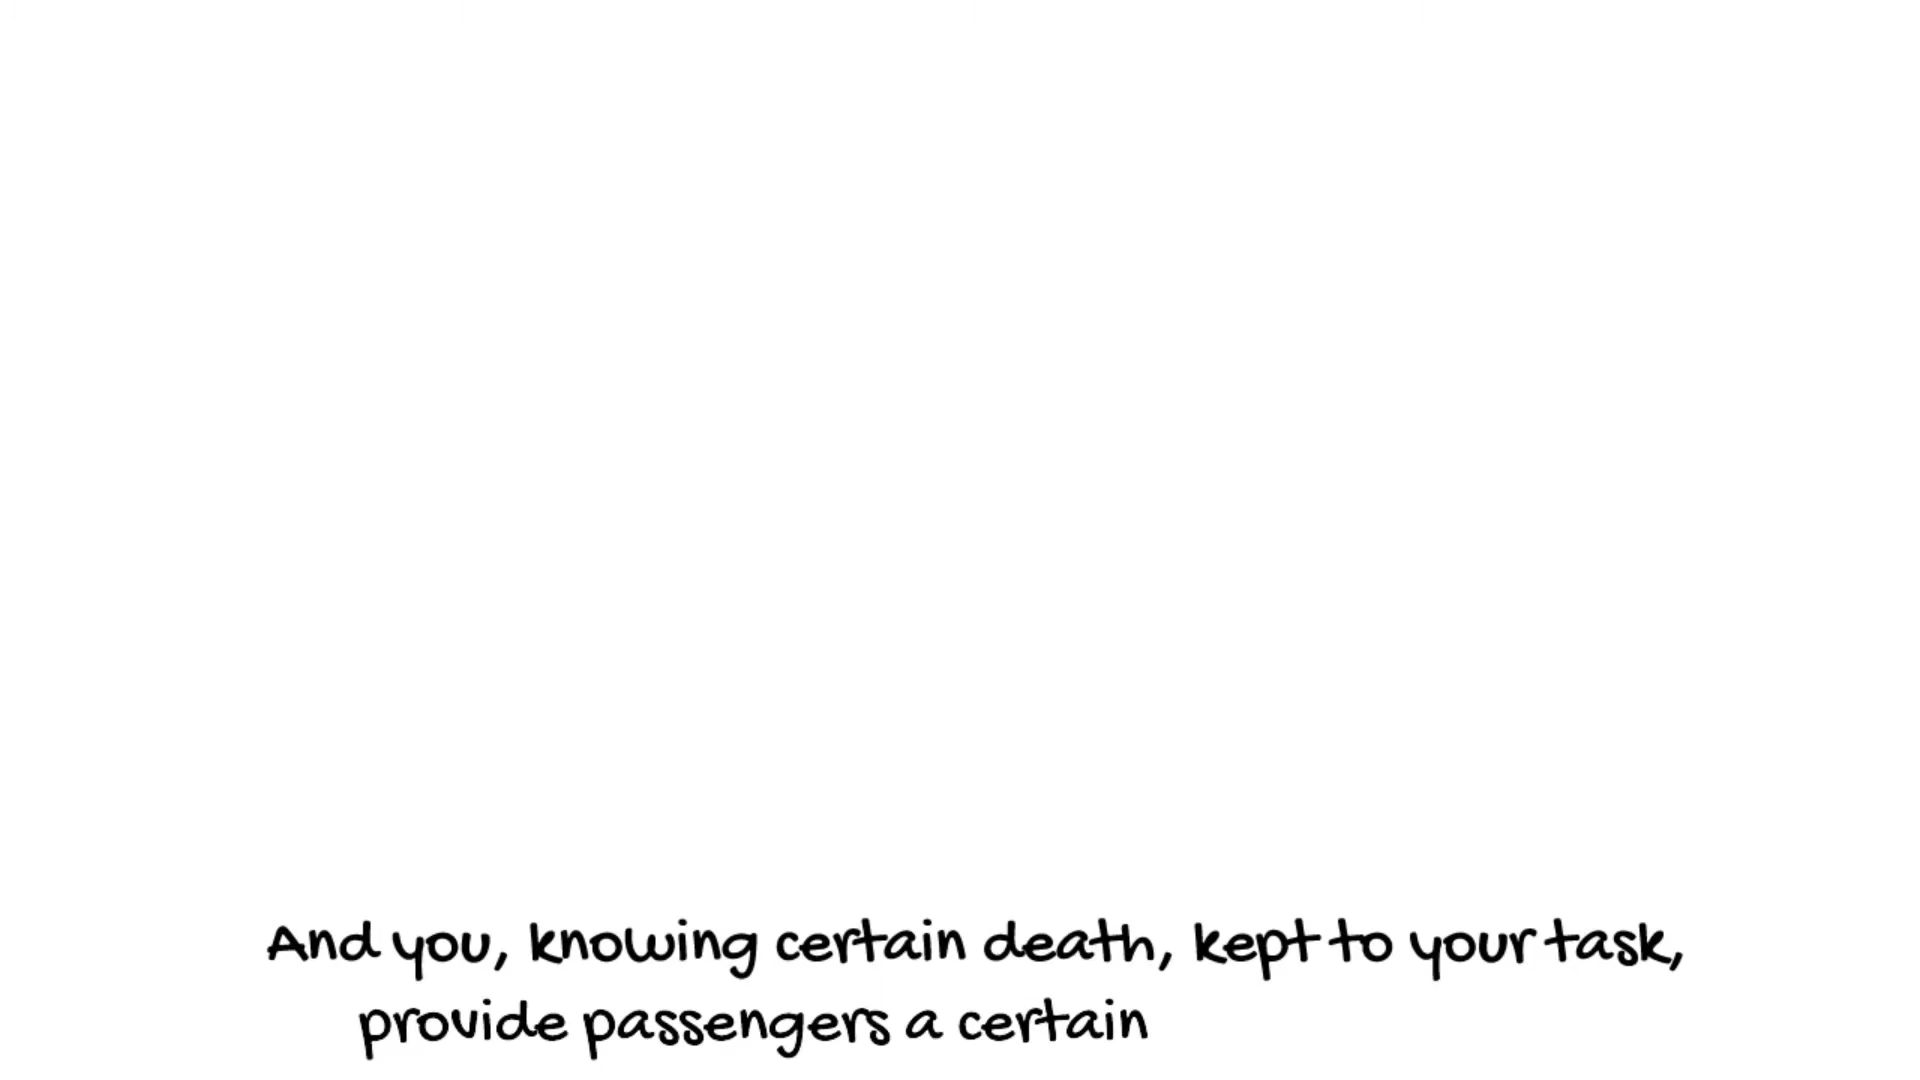 And you, knowing certain death, kept to your task,
provide passengers a certain